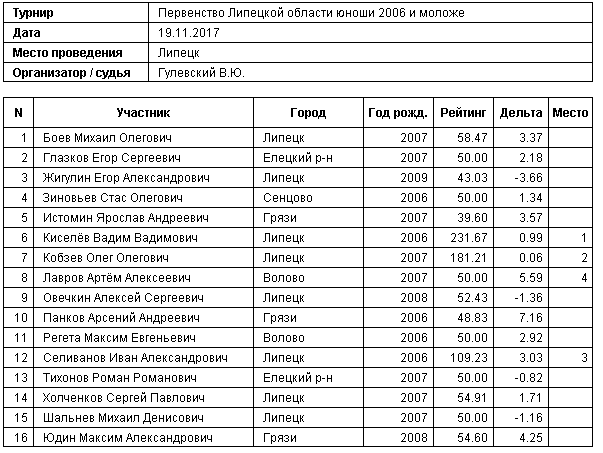 Турнир Первенство Липецкой области юноши 2006 и моложе
Дата 19.11.2017
Место проведения Липецк
Организатор / судья Гулевский В.Ю.
N Участник Город Год рожд. Рейтинг Дельта Место
1 Боев Михаил Олегович Липецк 2007 58.47 3.37
2 Глазков Егор Сергеевич Елецкий р-н 2007 50.00 2.18
3 Жигулин Егор Александрович Липецк 2009 43.03 -3.66
4 Зиновьев Стас Олегович Сенцово 2006 50.00 1.34
5 Истомин Ярослав Андреевич Грязи 2007 39.60 3.57
6 Киселёв Вадим Вадимович Липецк 2006 231.67 0.99 1
7 Кобзев Олег Олегович Липецк 2007 181.21 0.06 2
8 Лавров Артём Алексеевич Волово 2007 50.00 5.59 4
9 Овечкин Алексей Сергеевич Липецк 2008 52.43 -1.36
10 Панков Арсений Андреевич Грязи 2006 48.83 7.16
11 Регета Максим Евгеньевич Волово 2006 50.00 2.92
12 Селиванов Иван Александрович Липецк 2006 109.23 3.03 3
13 Тихонов Роман Романович Елецкий р-н 2007 50.00 -0.82
14 Холченков Сергей Павлович Липецк 2007 54.91 1.71
15 Шальнев Михаил Денисович Липецк 2007 50.00 -1.16
16 Юдин Максим Александрович Грязи 2008 54.60 4.25